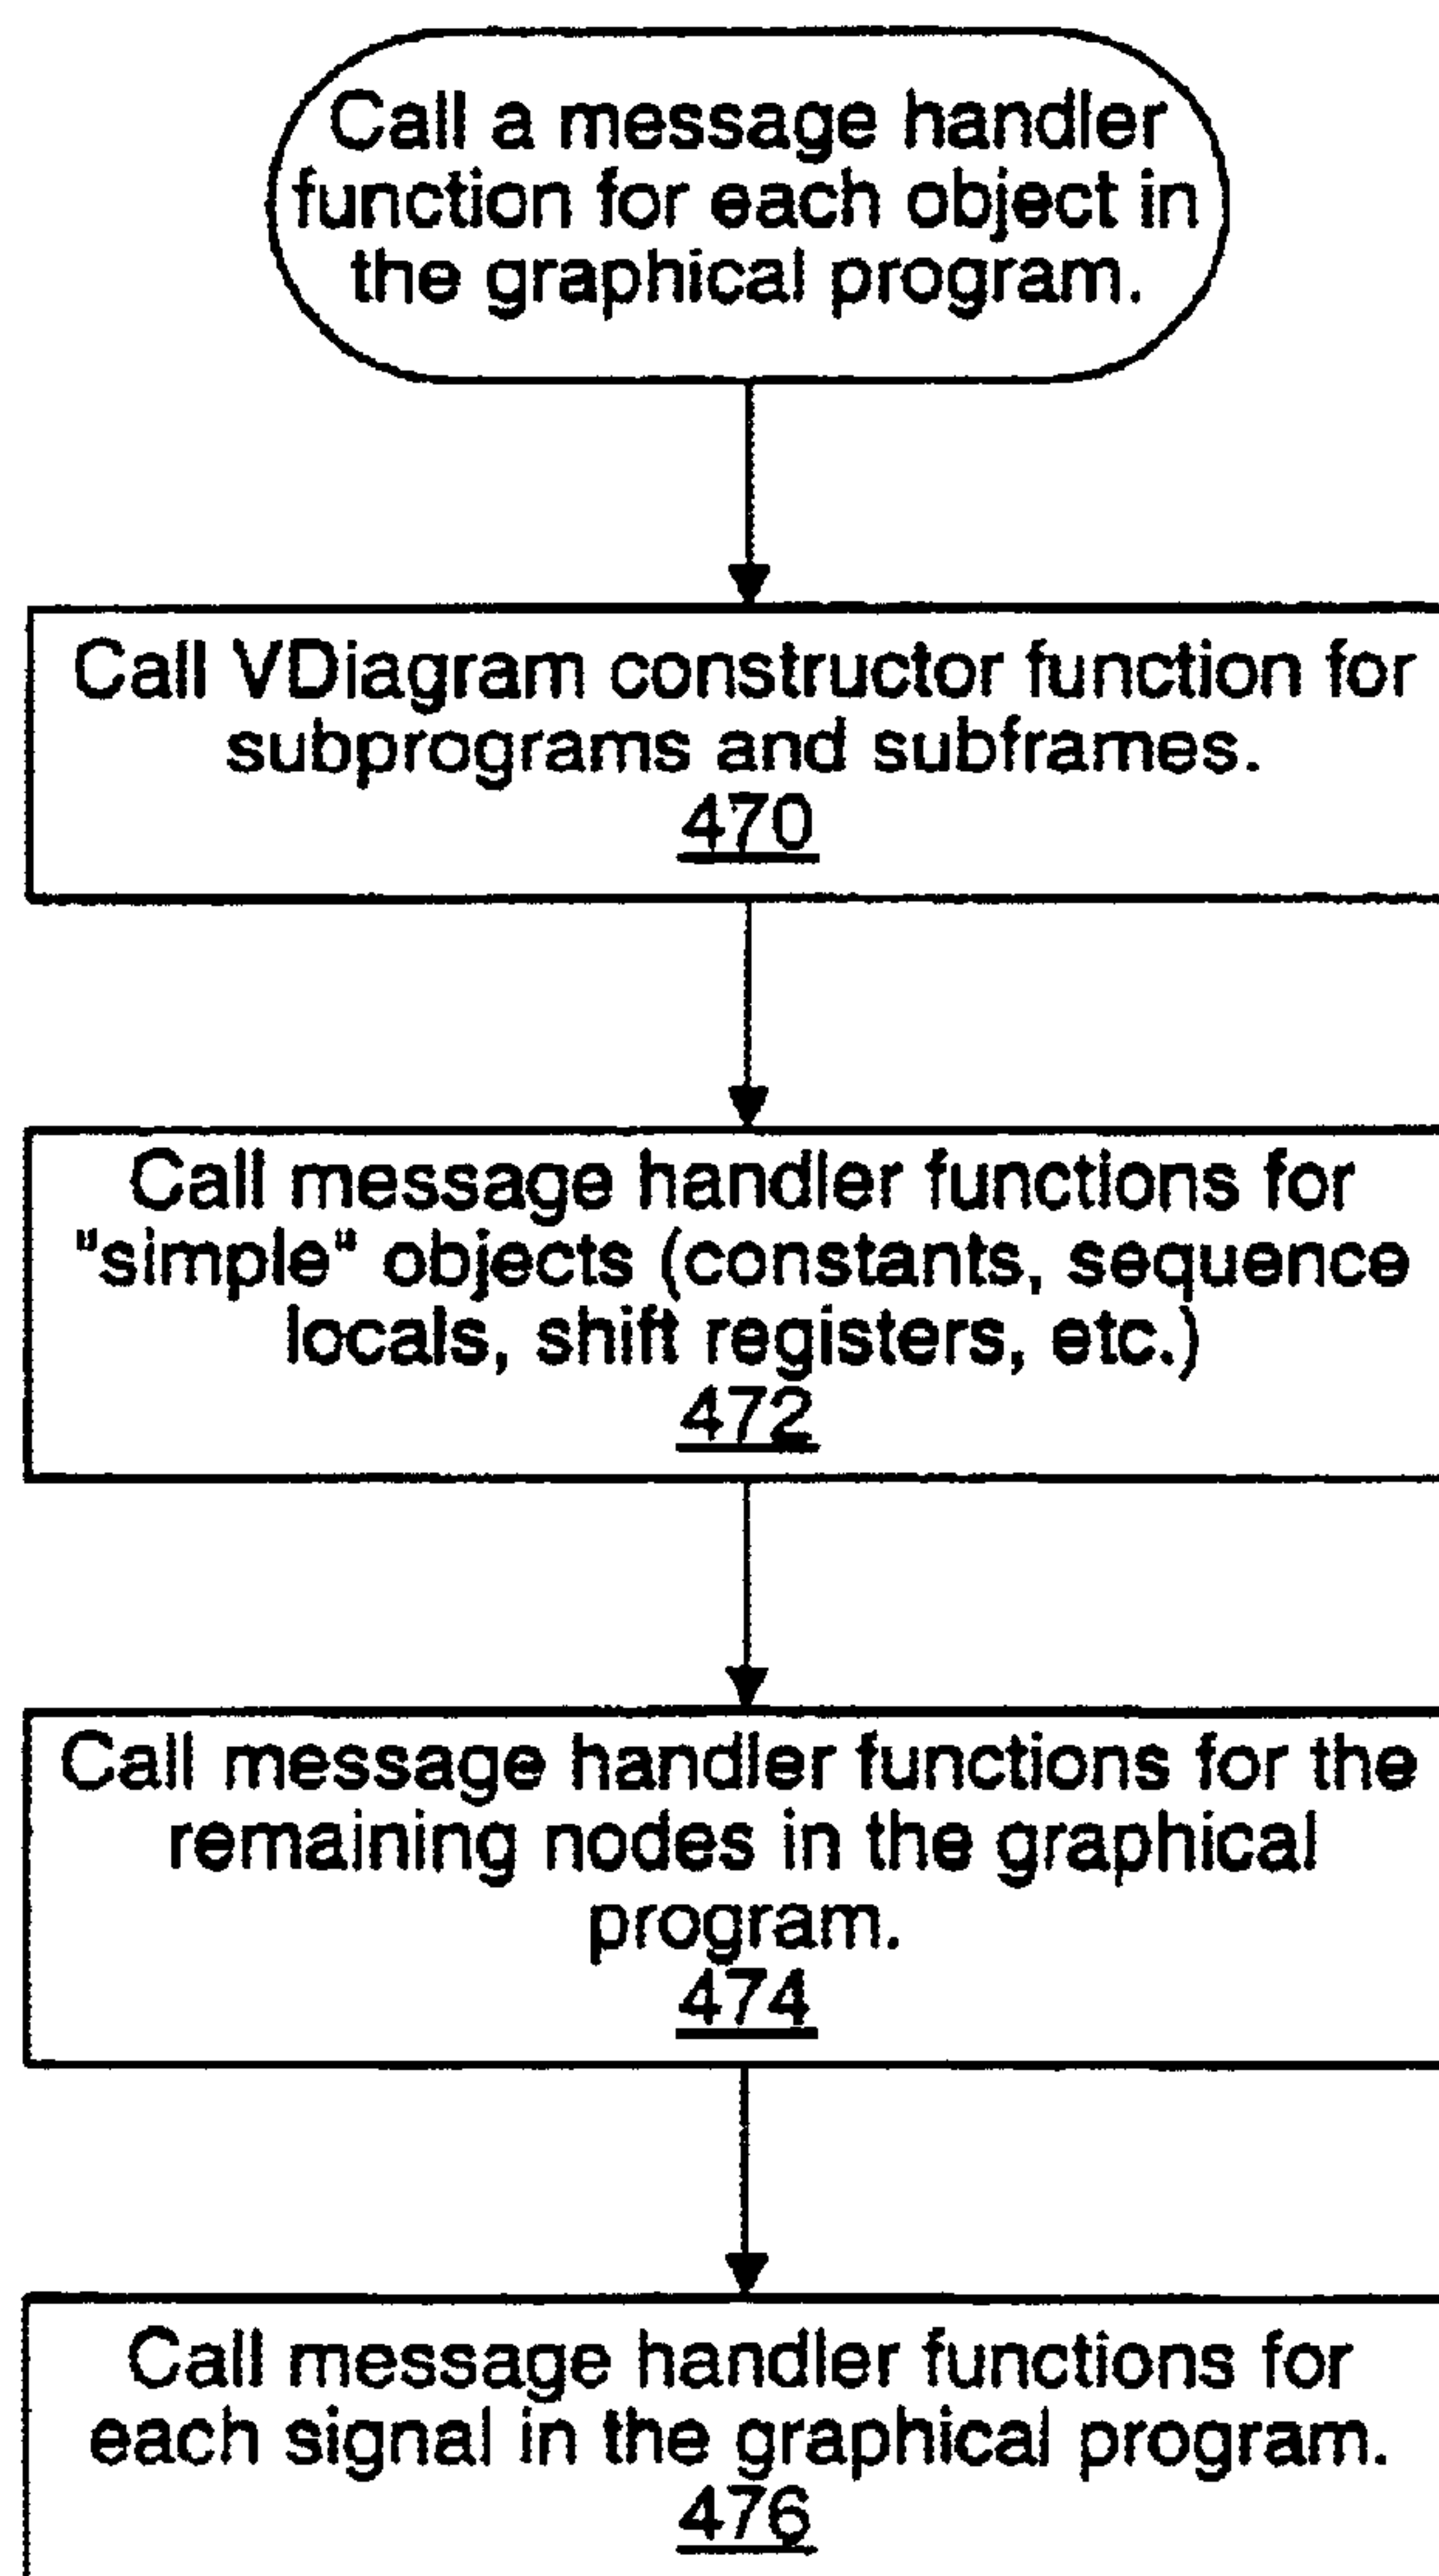 Call a message handler
function for each object in
the graphical program.
Call VDiagram constructor function for
subprograms and subframes.
470
Call message handler functions for
"simple" objects (constants, sequence
locals, shift registers, etc.)
472
Call message handler functions for the
remaining nodes in the graphical
program.
474
Call message handler functions for
each signal in the graphical program.
476